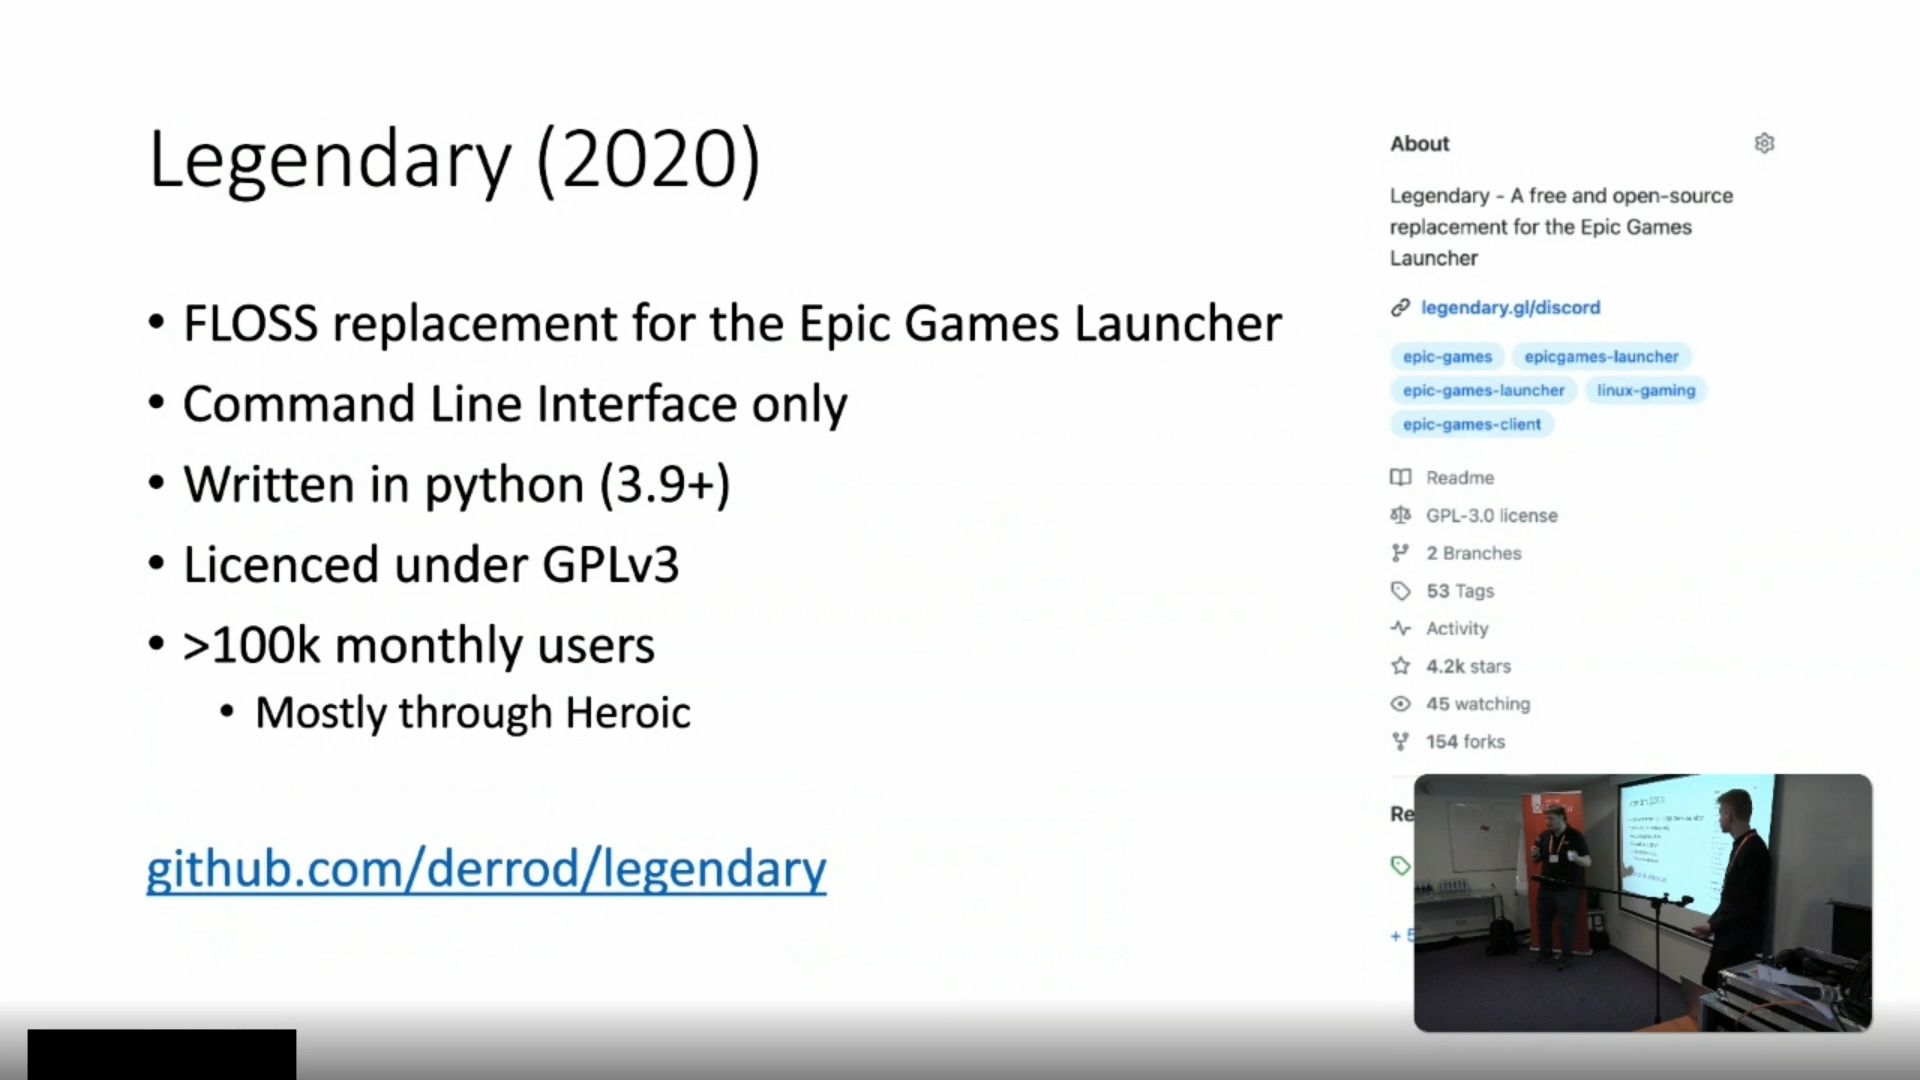 Legendary (2020)
• FLOSS replacement for the Epic Games Launcher
• Command Line Interface only
• Written in python (3.9+)
• Licenced under GPLv3
• >100k monthly users
• Mostly through Heroic
github.com/derrod/legendary
About
Legendary - A free and open-source
replacement for the Epic Games
Launcher
legendary.gl/discord
epic-games epicgames-launcher
epic-games-launcher linux-gaming
epic-games-client
Readme
GPL-3.0 license
2 Branches
53 Tags
Activity
4.2k stars
45 watching
154 forks
Re
+ 5